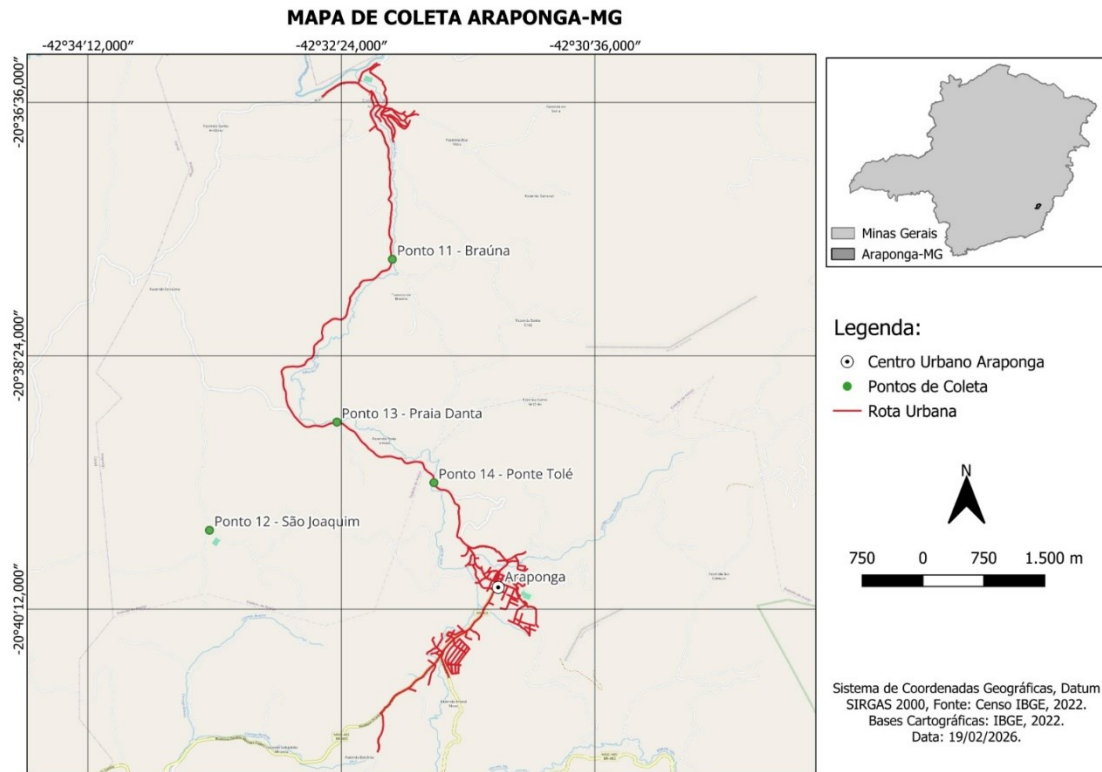 MAPA DE COLETA ARAPONGA-MG
-42°34'12,000" -42°32'24,000" -42°30'36,000"
-20°36'36,000"
-20°38'24,000"
-20°40'12,000"
Ponto 11 - Braúna
Ponto 13 - Praia Danta
Ponto 14 - Ponte Tolé
Ponto 12 - São Joaquim
Araponga
Minas Gerais
Araponga-MG
Legenda:
Centro Urbano Araponga
Pontos de Coleta
Rota Urbana
N
750 0 750 1.500 m
Sistema de Coordenadas Geográficas, Datum
SIRGAS 2000, Fonte: Censo IBGE, 2022.
Bases Cartográficas: IBGE, 2022.
Data: 19/02/2026.